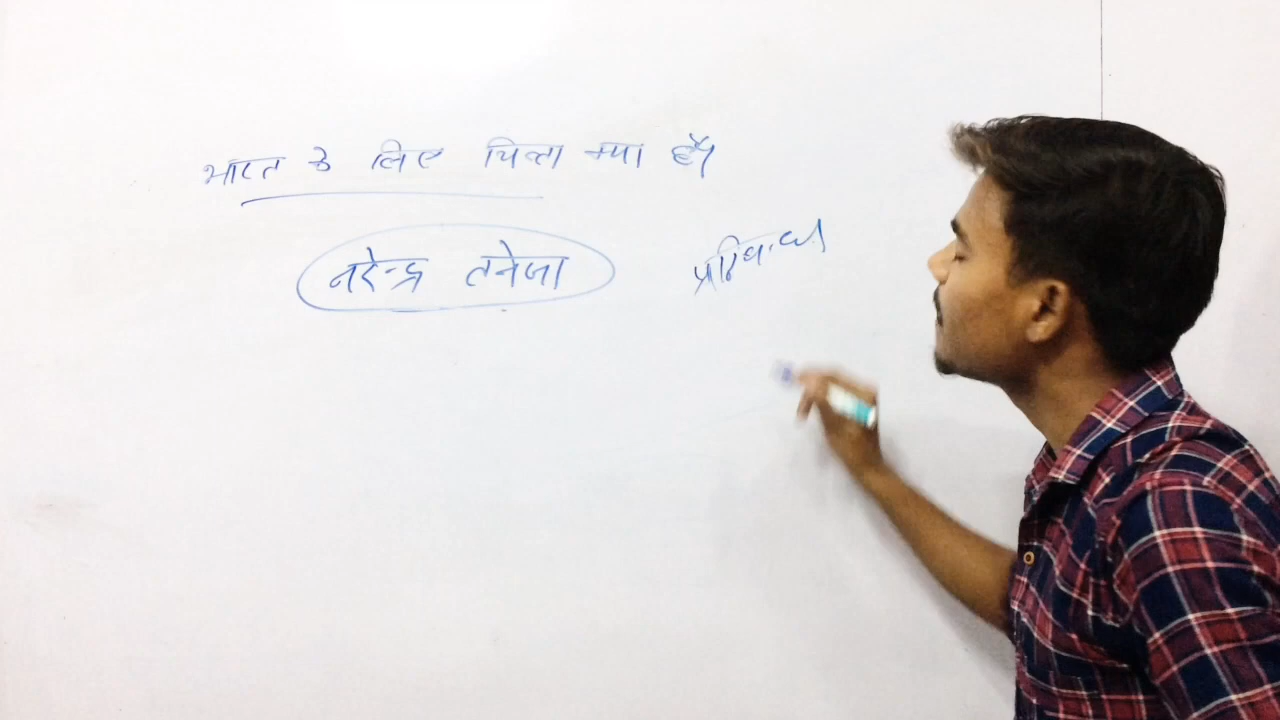 भारत के लिए चिन्ता क्या है।
नरेन्द्र तनेजा